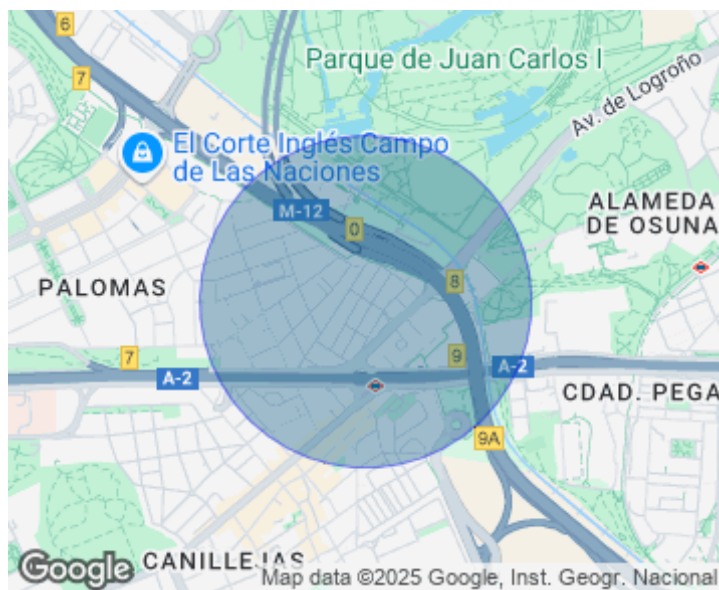 6
7
Parque de Juan Carlos I
Av. de Logroño
El Corte Inglés Campo
de Las Naciones
M-12
0
ALAMEDA
DE OSUNA
8
PALOMAS
7
9
A-2
A-2
CDAD. PEGA
9A
CANILLEJAS
Google
Map data ©2025 Google, Inst. Geogr. Nacional